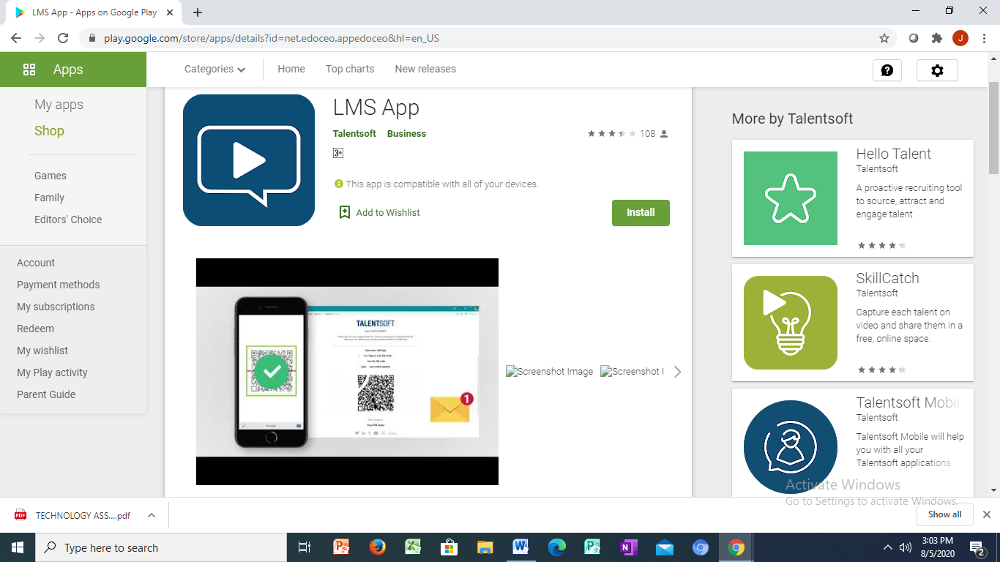 LMS App - Apps on Google Play
play.google.com/store/apps/details?id=net.edoceo.appedoceo&hl=en_US
J
Apps
Categories
Home
Top charts
New releases
My apps
Shop
Games
Family
Editors' Choice
Account
Payment methods
My subscriptions
Redeem
My wishlist
My Play activity
Parent Guide
LMS App
Talentsoft Business
108
3+
This app is compatible with all of your devices.
Add to Wishlist
Install
TALENTSOFT
1
Screenshot Image
Screenshot I
More by Talentsoft
Hello Talent
Talentsoft
A proactive recruiting tool
to source, attract and
engage talent
SkillCatch
Talentsoft
Capture each talent on
video and share them in a
free, online space.
Talentsoft Mobil
Talentsoft
Talentsoft Mobile will help
you with all your
Talentsoft applications
Activate Windows
Go to Settings to activate Windows.
PDF
TECHNOLOGY ASS....pdf
Show all
Type here to search
3:03 PM
8/5/2020
2